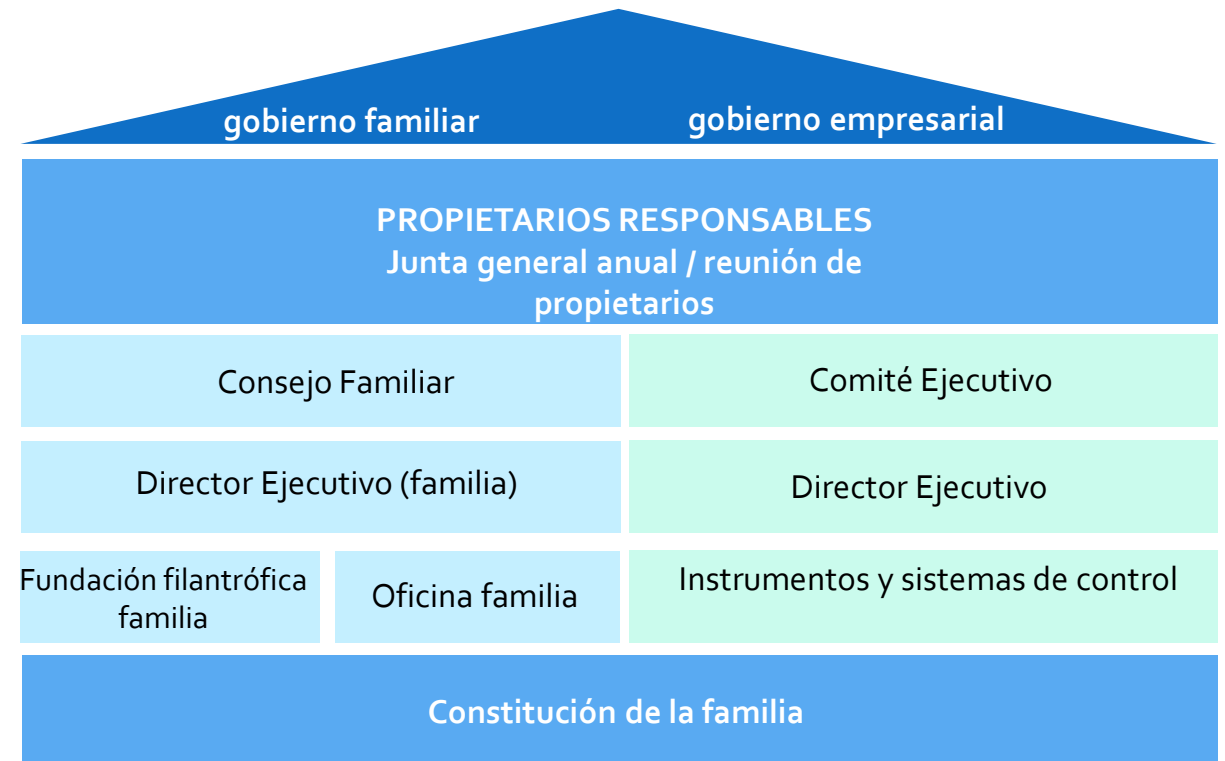 gobierno familiar
gobierno empresarial
PROPIETARIOS RESPONSABLES
Junta general anual / reunión de
propietarios
Consejo Familiar
Comité Ejecutivo
Director Ejecutivo (familia)
Director Ejecutivo
Fundación filantrófica
familia
Oficina familia
Instrumentos y sistemas de control
Constitución de la familia